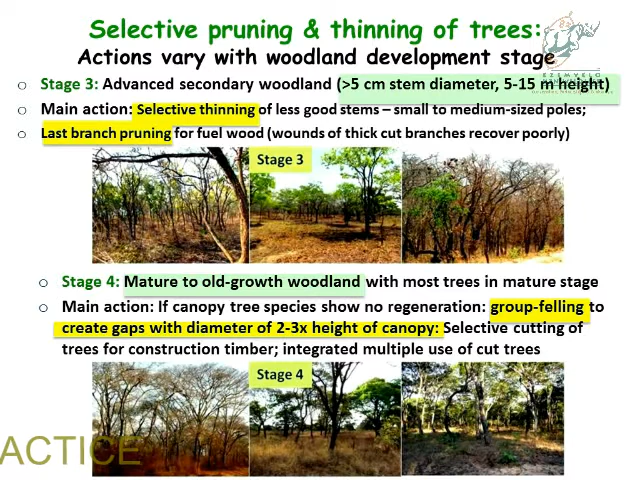 Selective pruning & thinning of trees:
Actions vary with woodland development stage
EZEMVELO
o Stage 3: Advanced secondary woodland (>5 cm stem diameter, 5-15 m height)
o Main action: Selective thinning of less good stems – small to medium-sized poles;
o Last branch pruning for fuel wood (wounds of thick cut branches recover poorly)
Stage 3
o Stage 4: Mature to old-growth woodland with most trees in mature stage
o Main action: If canopy tree species show no regeneration: group-felling to
create gaps with diameter of 2-3x height of canopy: Selective cutting of
trees for construction timber; integrated multiple use of cut trees
Stage 4
ACTICE